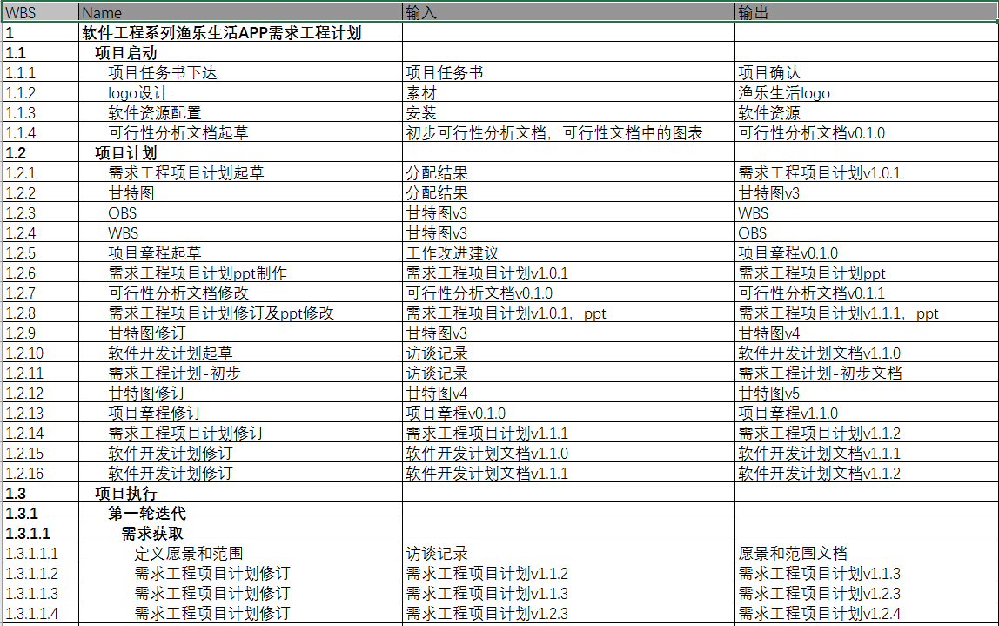 WBS Name 输入 输出
1 软件工程系列渔乐生活APP需求工程计划
1.1 项目启动
1.1.1 项目任务书下达 项目任务书 项目确认
1.1.2 logo设计 素材 渔乐生活logo
1.1.3 软件资源配置 安装 软件资源
1.1.4 可行性分析文档起草 初步可行性分析文档，可行性文档中的图表 可行性分析文档v0.1.0
1.2 项目计划
1.2.1 需求工程项目计划起草 分配结果 需求工程项目计划v1.0.1
1.2.2 甘特图 分配结果 甘特图v3
1.2.3 OBS 甘特图v3 WBS
1.2.4 WBS 甘特图v3 OBS
1.2.5 项目章程起草 工作改进建议 项目章程v0.1.0
1.2.6 需求工程项目计划ppt制作 需求工程项目计划v1.0.1 需求工程项目计划ppt
1.2.7 可行性分析文档修改 可行性分析文档v0.1.0 可行性分析文档v0.1.1
1.2.8 需求工程项目计划修订及ppt修改 需求工程项目计划v1.0.1，ppt 需求工程项目计划v1.1.1，ppt
1.2.9 甘特图修订 甘特图v3 甘特图v4
1.2.10 软件开发计划起草 访谈记录 软件开发计划文档v1.1.0
1.2.11 需求工程计划-初步 访谈记录 需求工程计划-初步文档
1.2.12 甘特图修订 甘特图v4 甘特图v5
1.2.13 项目章程修订 项目章程v0.1.0 项目章程v1.1.0
1.2.14 需求工程项目计划修订 需求工程项目计划v1.1.1 需求工程项目计划v1.1.2
1.2.15 软件开发计划修订 软件开发计划文档v1.1.0 软件开发计划文档v1.1.1
1.2.16 软件开发计划修订 软件开发计划文档v1.1.1 软件开发计划文档v1.1.2
1.3 项目执行
1.3.1 第一轮迭代
1.3.1.1 需求获取
1.3.1.1.1 定义愿景和范围 访谈记录 愿景和范围文档
1.3.1.1.2 需求工程项目计划修订 需求工程项目计划v1.1.2 需求工程项目计划v1.1.3
1.3.1.1.3 需求工程项目计划修订 需求工程项目计划v1.1.3 需求工程项目计划v1.2.3
1.3.1.1.4 需求工程项目计划修订 需求工程项目计划v1.2.3 需求工程项目计划v1.2.4